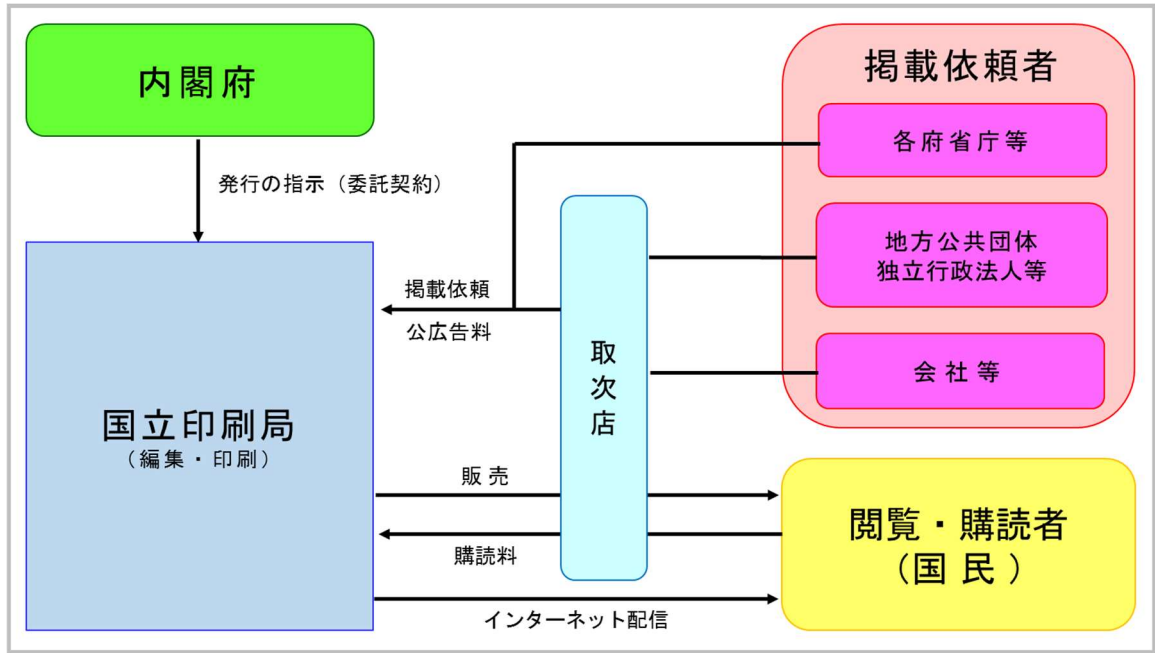 内閣府
発行の指示（委託契約）
掲載依頼者
各府省庁等
地方公共団体
独立行政法人等
会社等
掲載依頼
公広告料
取次店
国立印刷局
（編集・印刷）
販売
購読料
インターネット配信
閲覧・購読者
（国民）